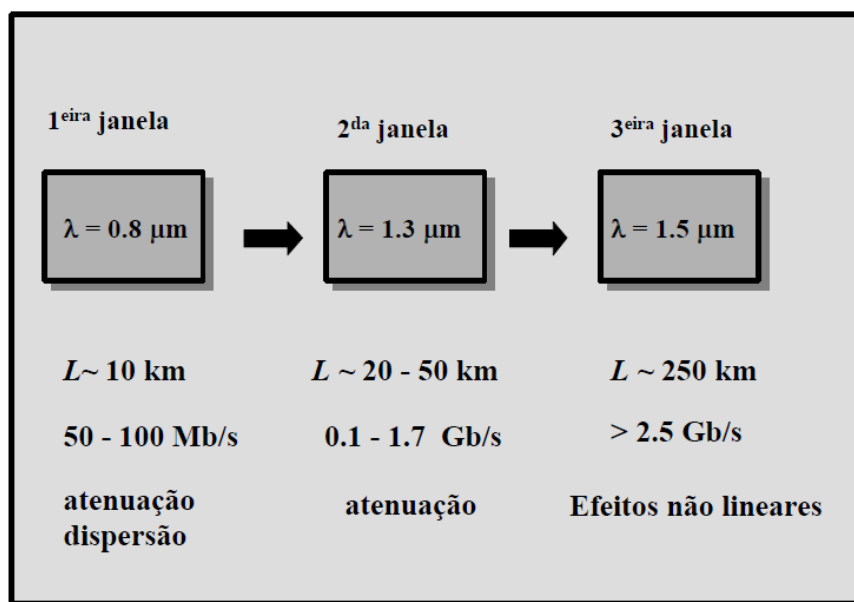 1eira janela
2da janela
3eira janela
λ = 0.8 μm
λ = 1.3 μm
λ = 1.5 μm
L~ 10 km
L ~ 20 - 50 km
L ~ 250 km
50 - 100 Mb/s
0.1 - 1.7 Gb/s
> 2.5 Gb/s
atenuação
dispersão
atenuação
Efeitos não lineares